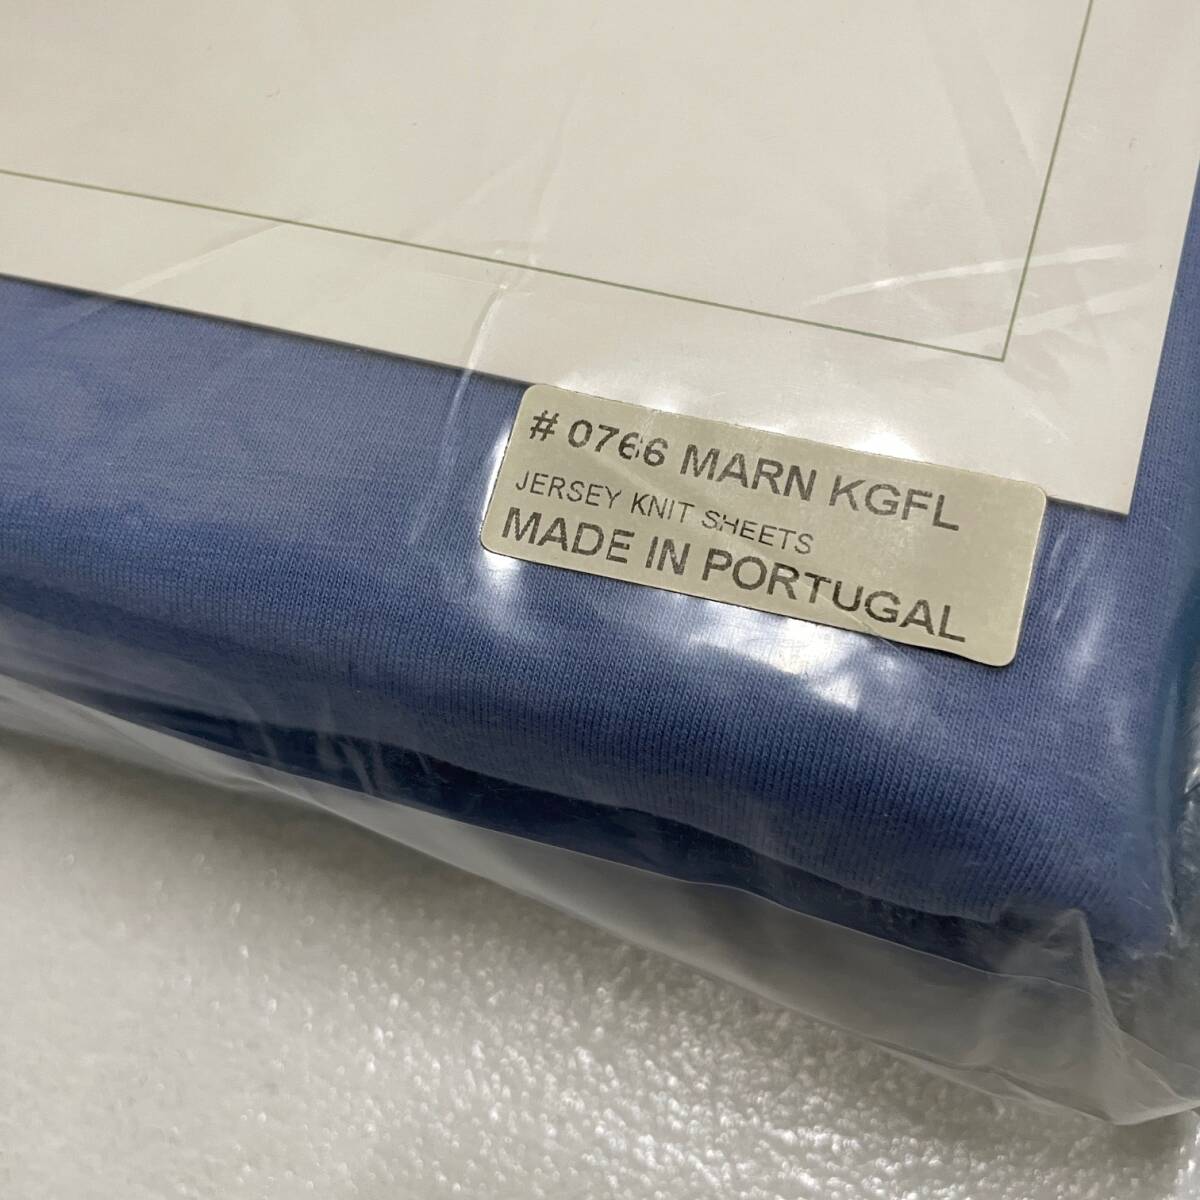 # 0766 MARN KGFL
JERSEY KNIT SHEETS
MADE IN PORTUGAL